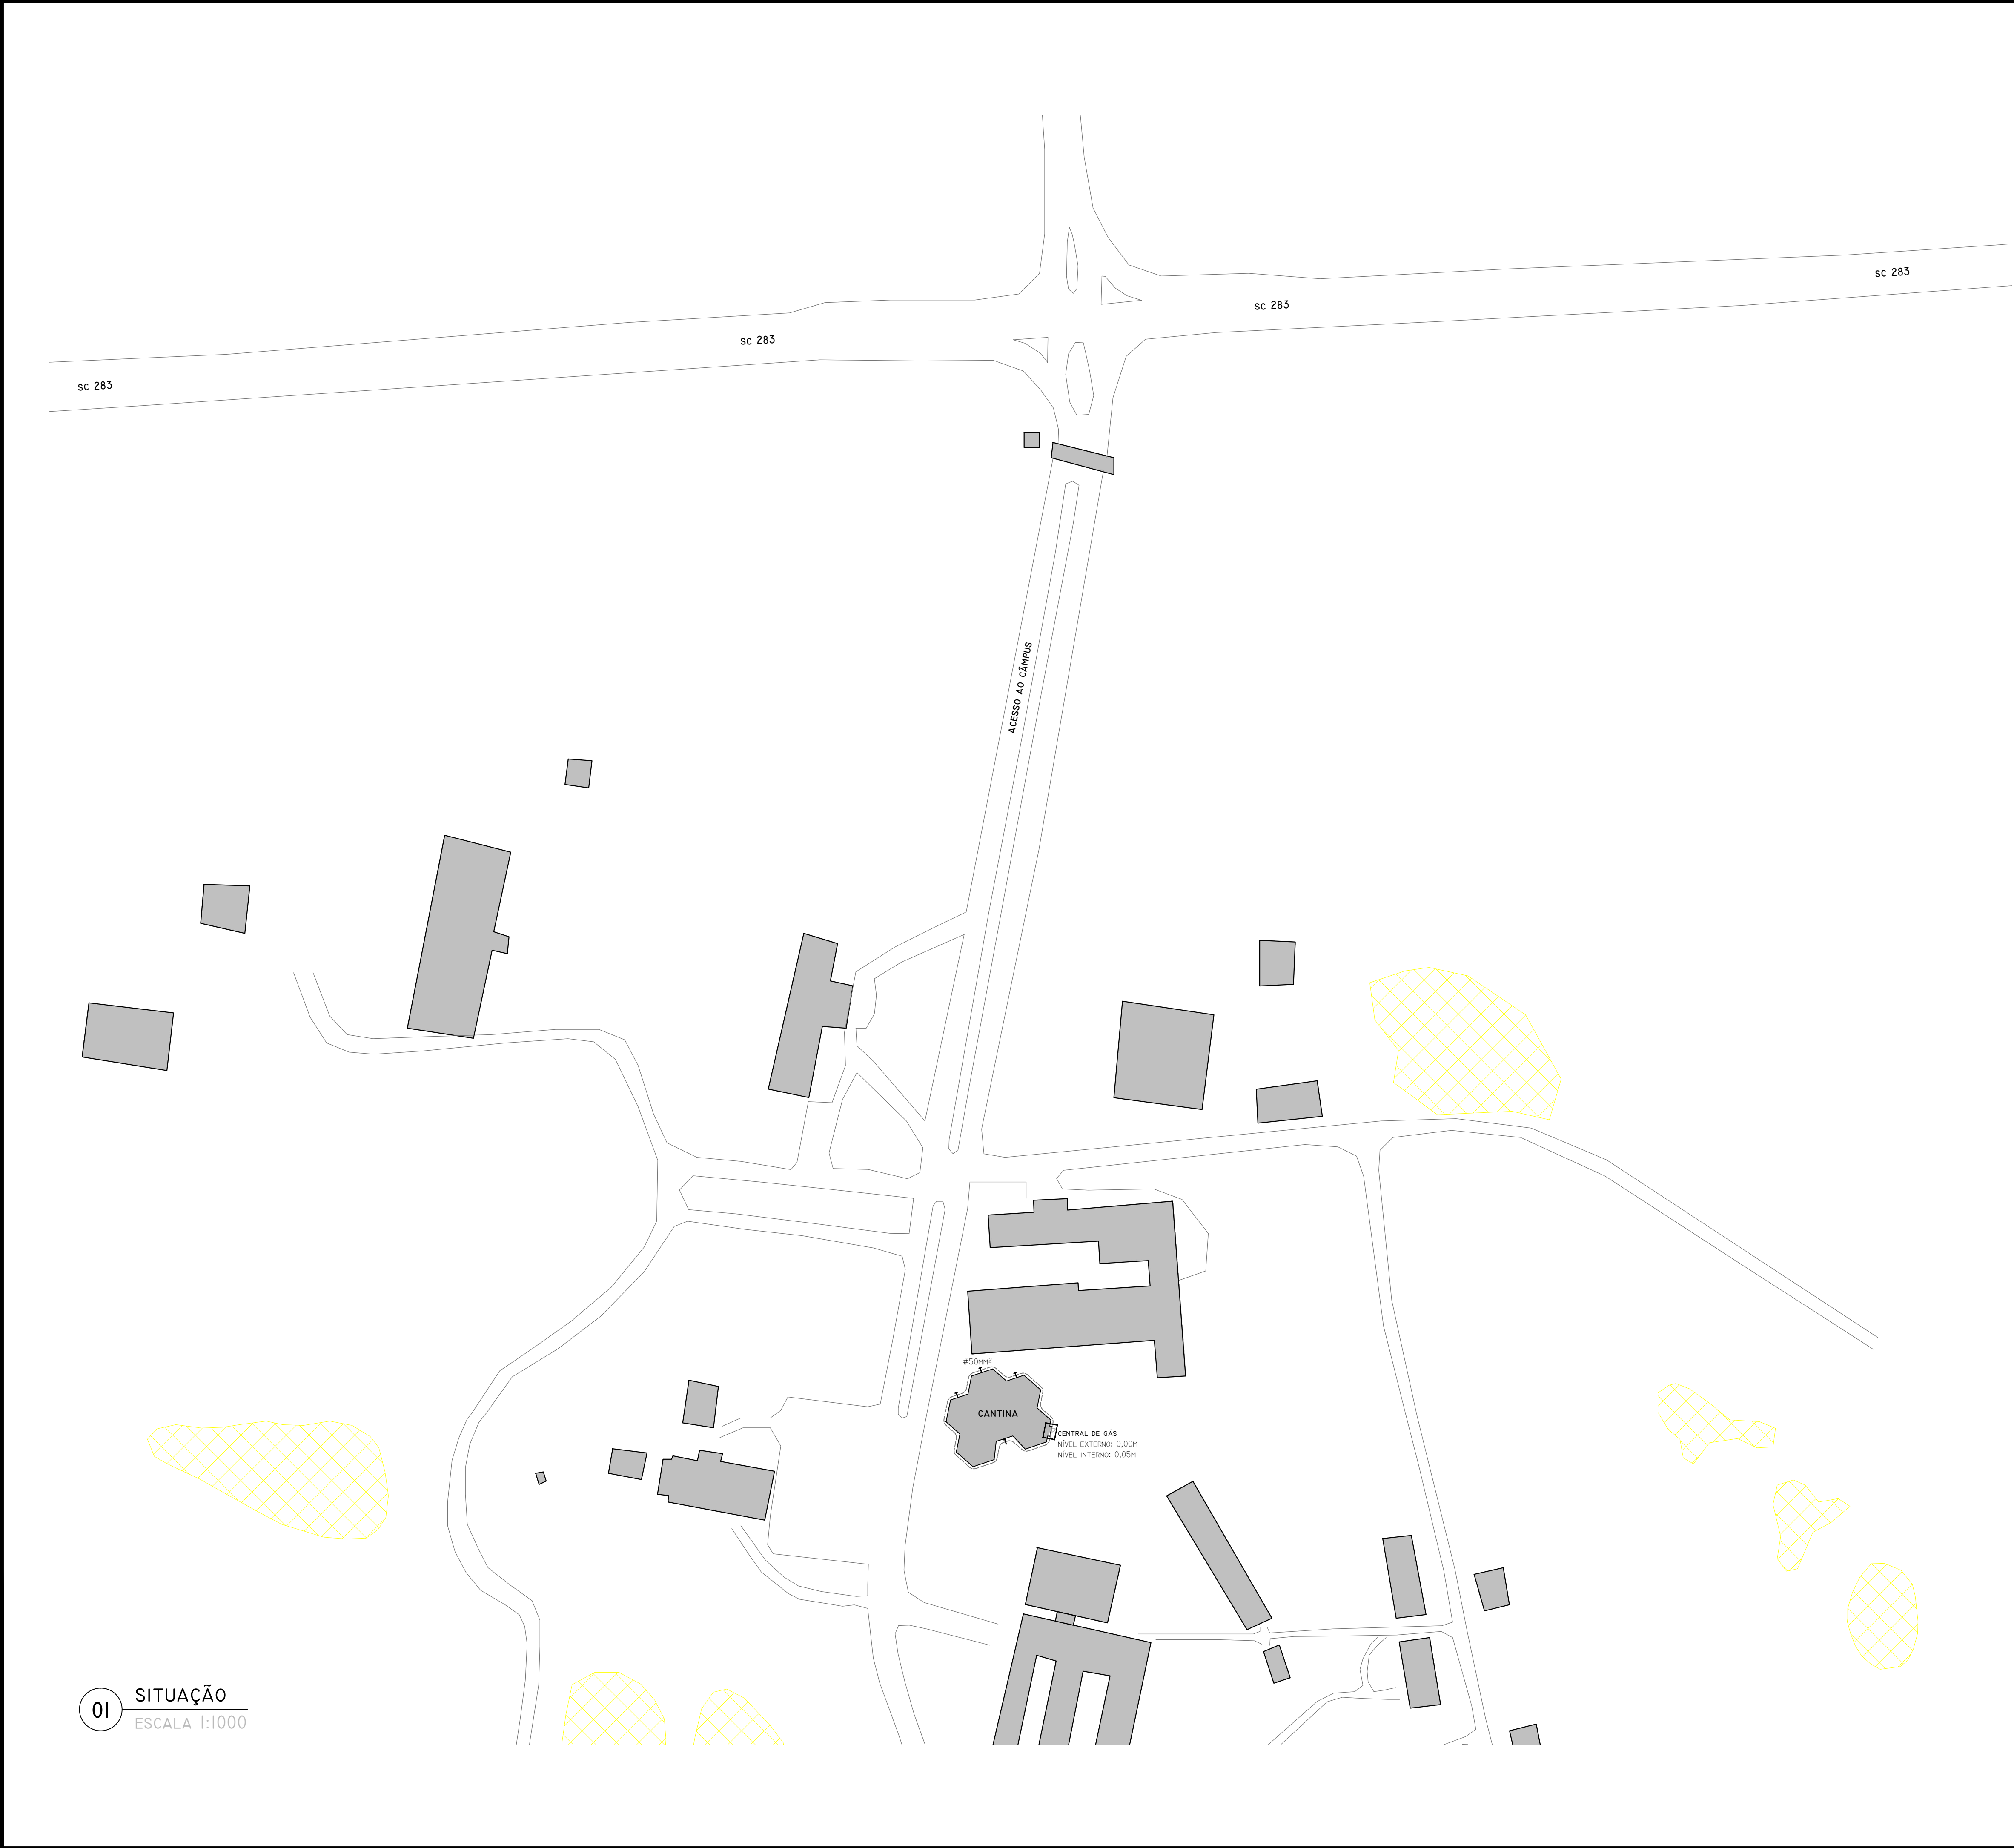 SC 283
SC 283
SC 283
SC 283
ACESSO AO CÂMPUS
#50MM²
CANTINA
CENTRAL DE GÁS
NÍVEL EXTERNO: 0,00M
NÍVEL INTERNO: 0,05M
01
SITUAÇÃO
ESCALA 1:1000